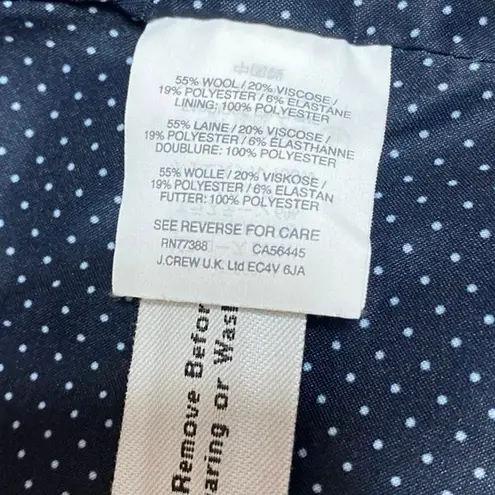 55% WOOL / 20% VISCOSE /
19% POLYESTER / 6% ELASTANE
LINING: 100% POLYESTER
55% LAINE / 20% VISCOSE /
19% POLYESTER / 6% ÉLASTHANNE
DOUBLURE: 100% POLYESTER
55% WOLLE / 20% VISKOSE /
19% POLYESTER / 6% ELASTAN
FUTTER: 100% POLYESTER
SEE REVERSE FOR CARE
RN77388 CA56445
J.CREW U.K. Ltd EC4V 6JA
Remove Befor
aring or Was